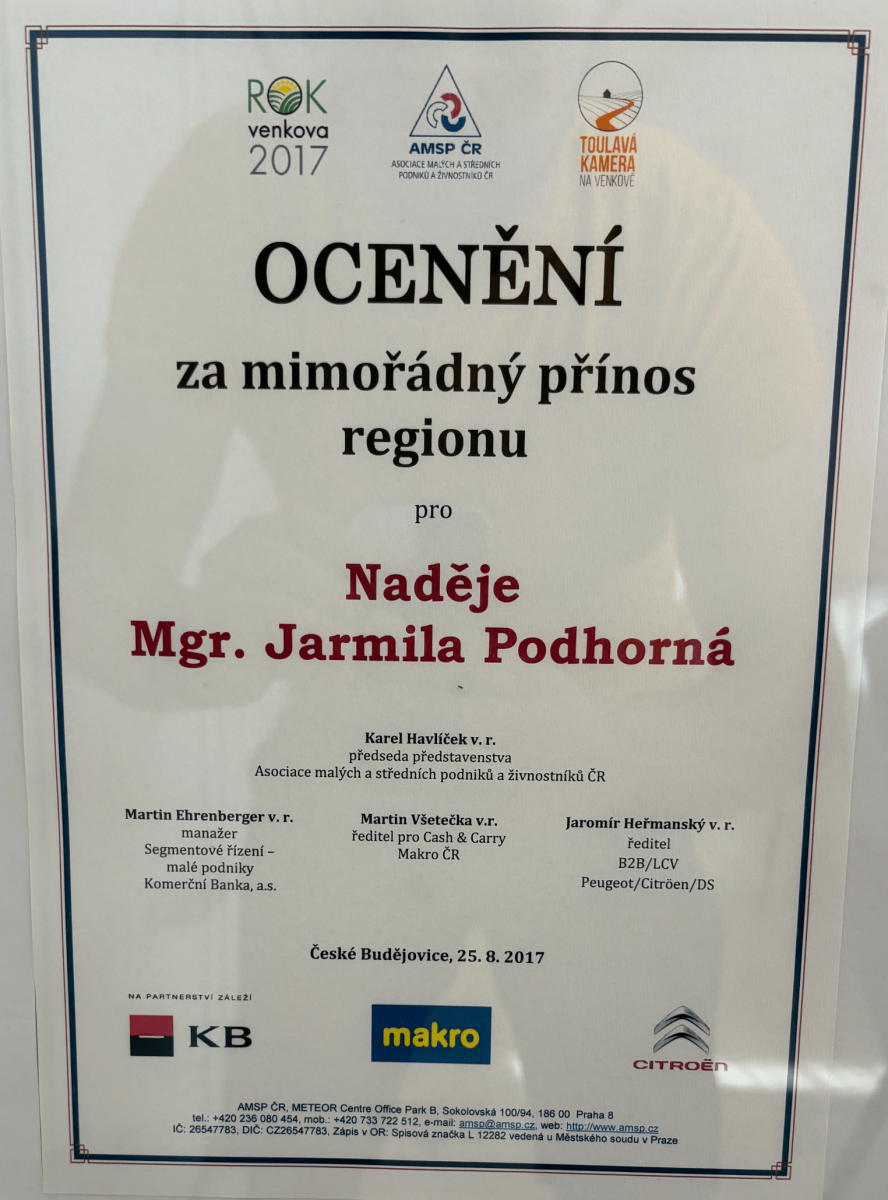 ROK
venkova
2017
AMSP ČR
ASOCIACE MALÝCH A STŘEDNÍCH
PODNIKŮ A ŽIVNOSTNÍKŮ ČR
TOULAVÁ
KAMERA
NA VENKOVĚ
OCENĚNÍ
za mimořádný přínos
regionu
pro
Naděje
Mgr. Jarmila Podhorná
Karel Havlíček v. r.
předseda představenstva
Asociace malých a středních podniků a živnostníků ČR
Martin Ehrenberger v. r.
manažer
Segmentové řízení –
malé podniky
Komerční Banka, a.s.
Martin Všetečka v.r.
ředitel pro Cash & Carry
Makro ČR
Jaromír Heřmanský v. r.
ředitel
B2B/LCV
Peugeot/Citröen/DS
České Budějovice, 25. 8. 2017
NA PARTNERSTVÍ ZÁLEŽÍ
KB
makro
CITROËN
AMSP ČR, METEOR Centre Office Park B, Sokolovská 100/94, 186 00 Praha 8
tel.: +420 236 080 454, mob.: +420 733 722 512, e-mail: amsp@amsp.cz, web: http://www.amsp.cz
IČ: 26547783, DIČ: CZ26547783, Zápis v OR: Spisová značka L 12282 vedená u Městského soudu v Praze